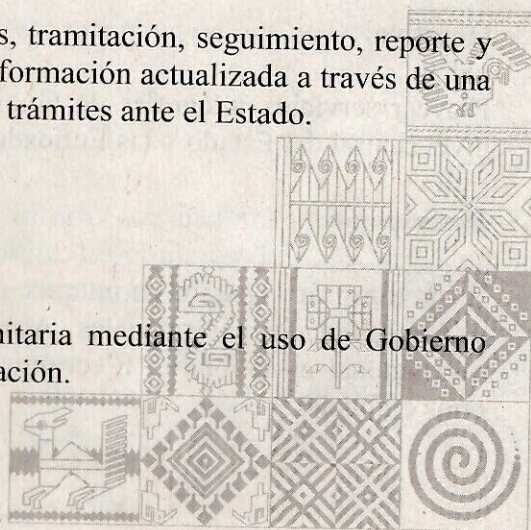 s, tramitación, seguimiento, reporte y
formación actualizada a través de una
trámites ante el Estado.
nitaria mediante el uso de Gobierno
ación.